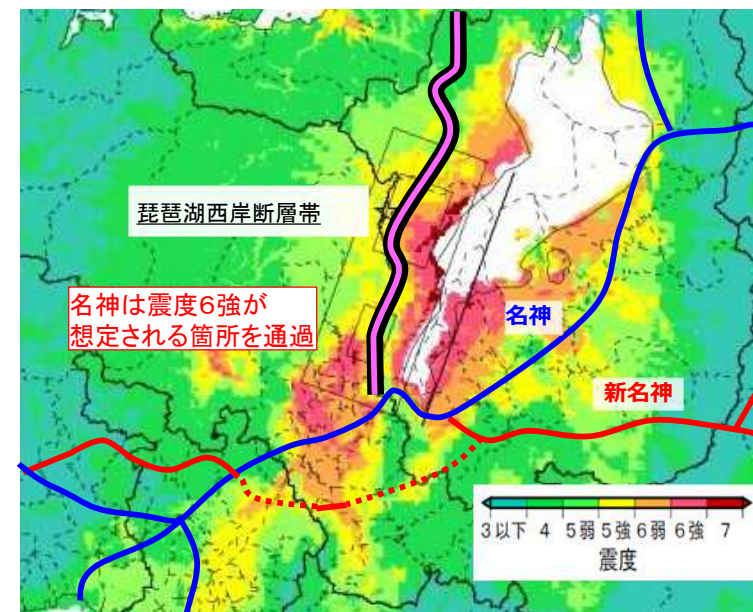 琵琶湖西岸断層帯
名神は震度6強が
想定される箇所を通過
名神
新名神
3以下 4 5弱 5強 6弱 6強 7
震度